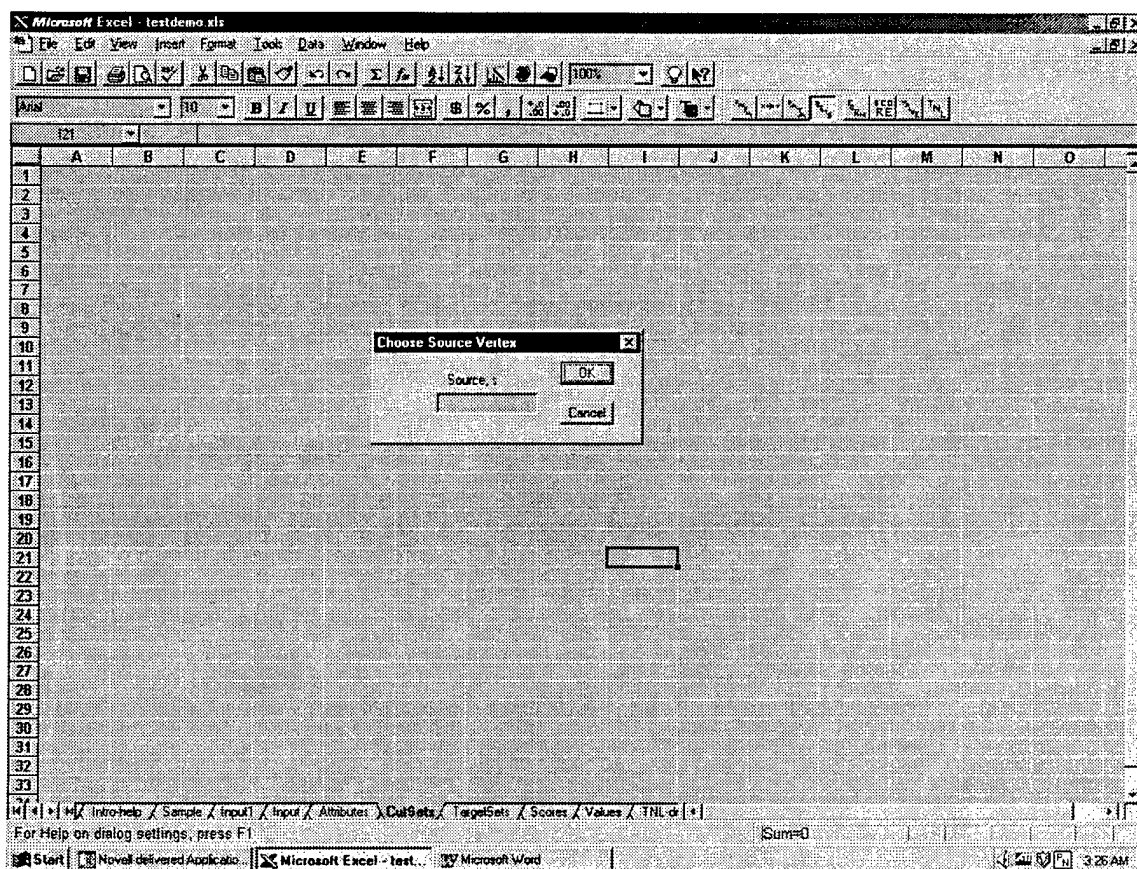 Microsoft Excel - testdemo.xls
File Edit View Insert Format Tools Data Window Help
100%
Arial 10 B I U $ % ,
I21
A B C D E F G H I J K L M N O
1
2
3
4
5
6
7
8
9
10
11
12
13
14
15
16
17
18
19
20
21
22
23
24
25
26
27
28
29
30
31
32
33
Choose Source Vertex
Source, s
OK
Cancel
Intro-help Sample Input1 Input Attributes CutSets TargetSets Scores Values TNL-dr
For Help on dialog settings, press F1 Sum=0
Start Novell delivered Applicatio... Microsoft Excel - test... Microsoft Word 3:26 AM